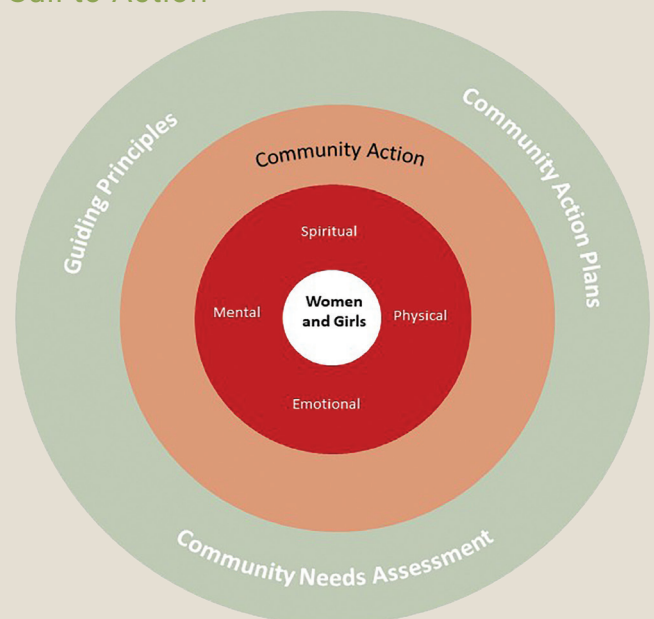 Call to Action
Guiding Principles
Community Action Plans
Community Action
Spiritual
Women
and Girls
Mental
Physical
Emotional
Community Needs Assessment